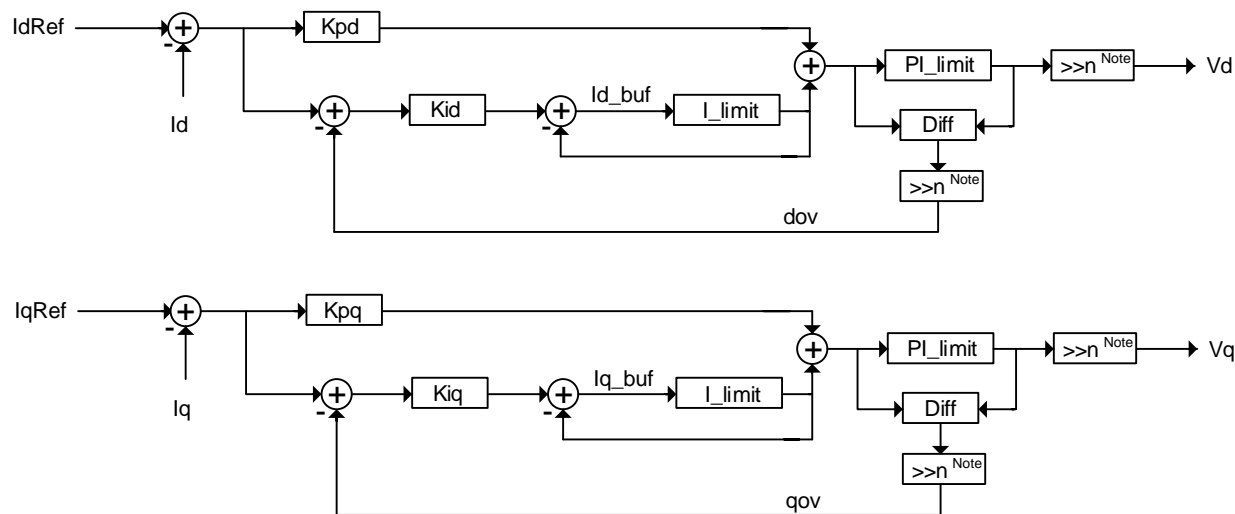 IdRef
+
-
Id
Kpd
+
-
Kid
+
-
Id_buf
I_limit
+
PI_limit
>>n Note
Vd
Diff
>>n Note
dov
IqRef
+
-
Iq
Kpq
+
-
Kiq
+
-
Iq_buf
I_limit
+
PI_limit
>>n Note
Vq
Diff
>>n Note
qov